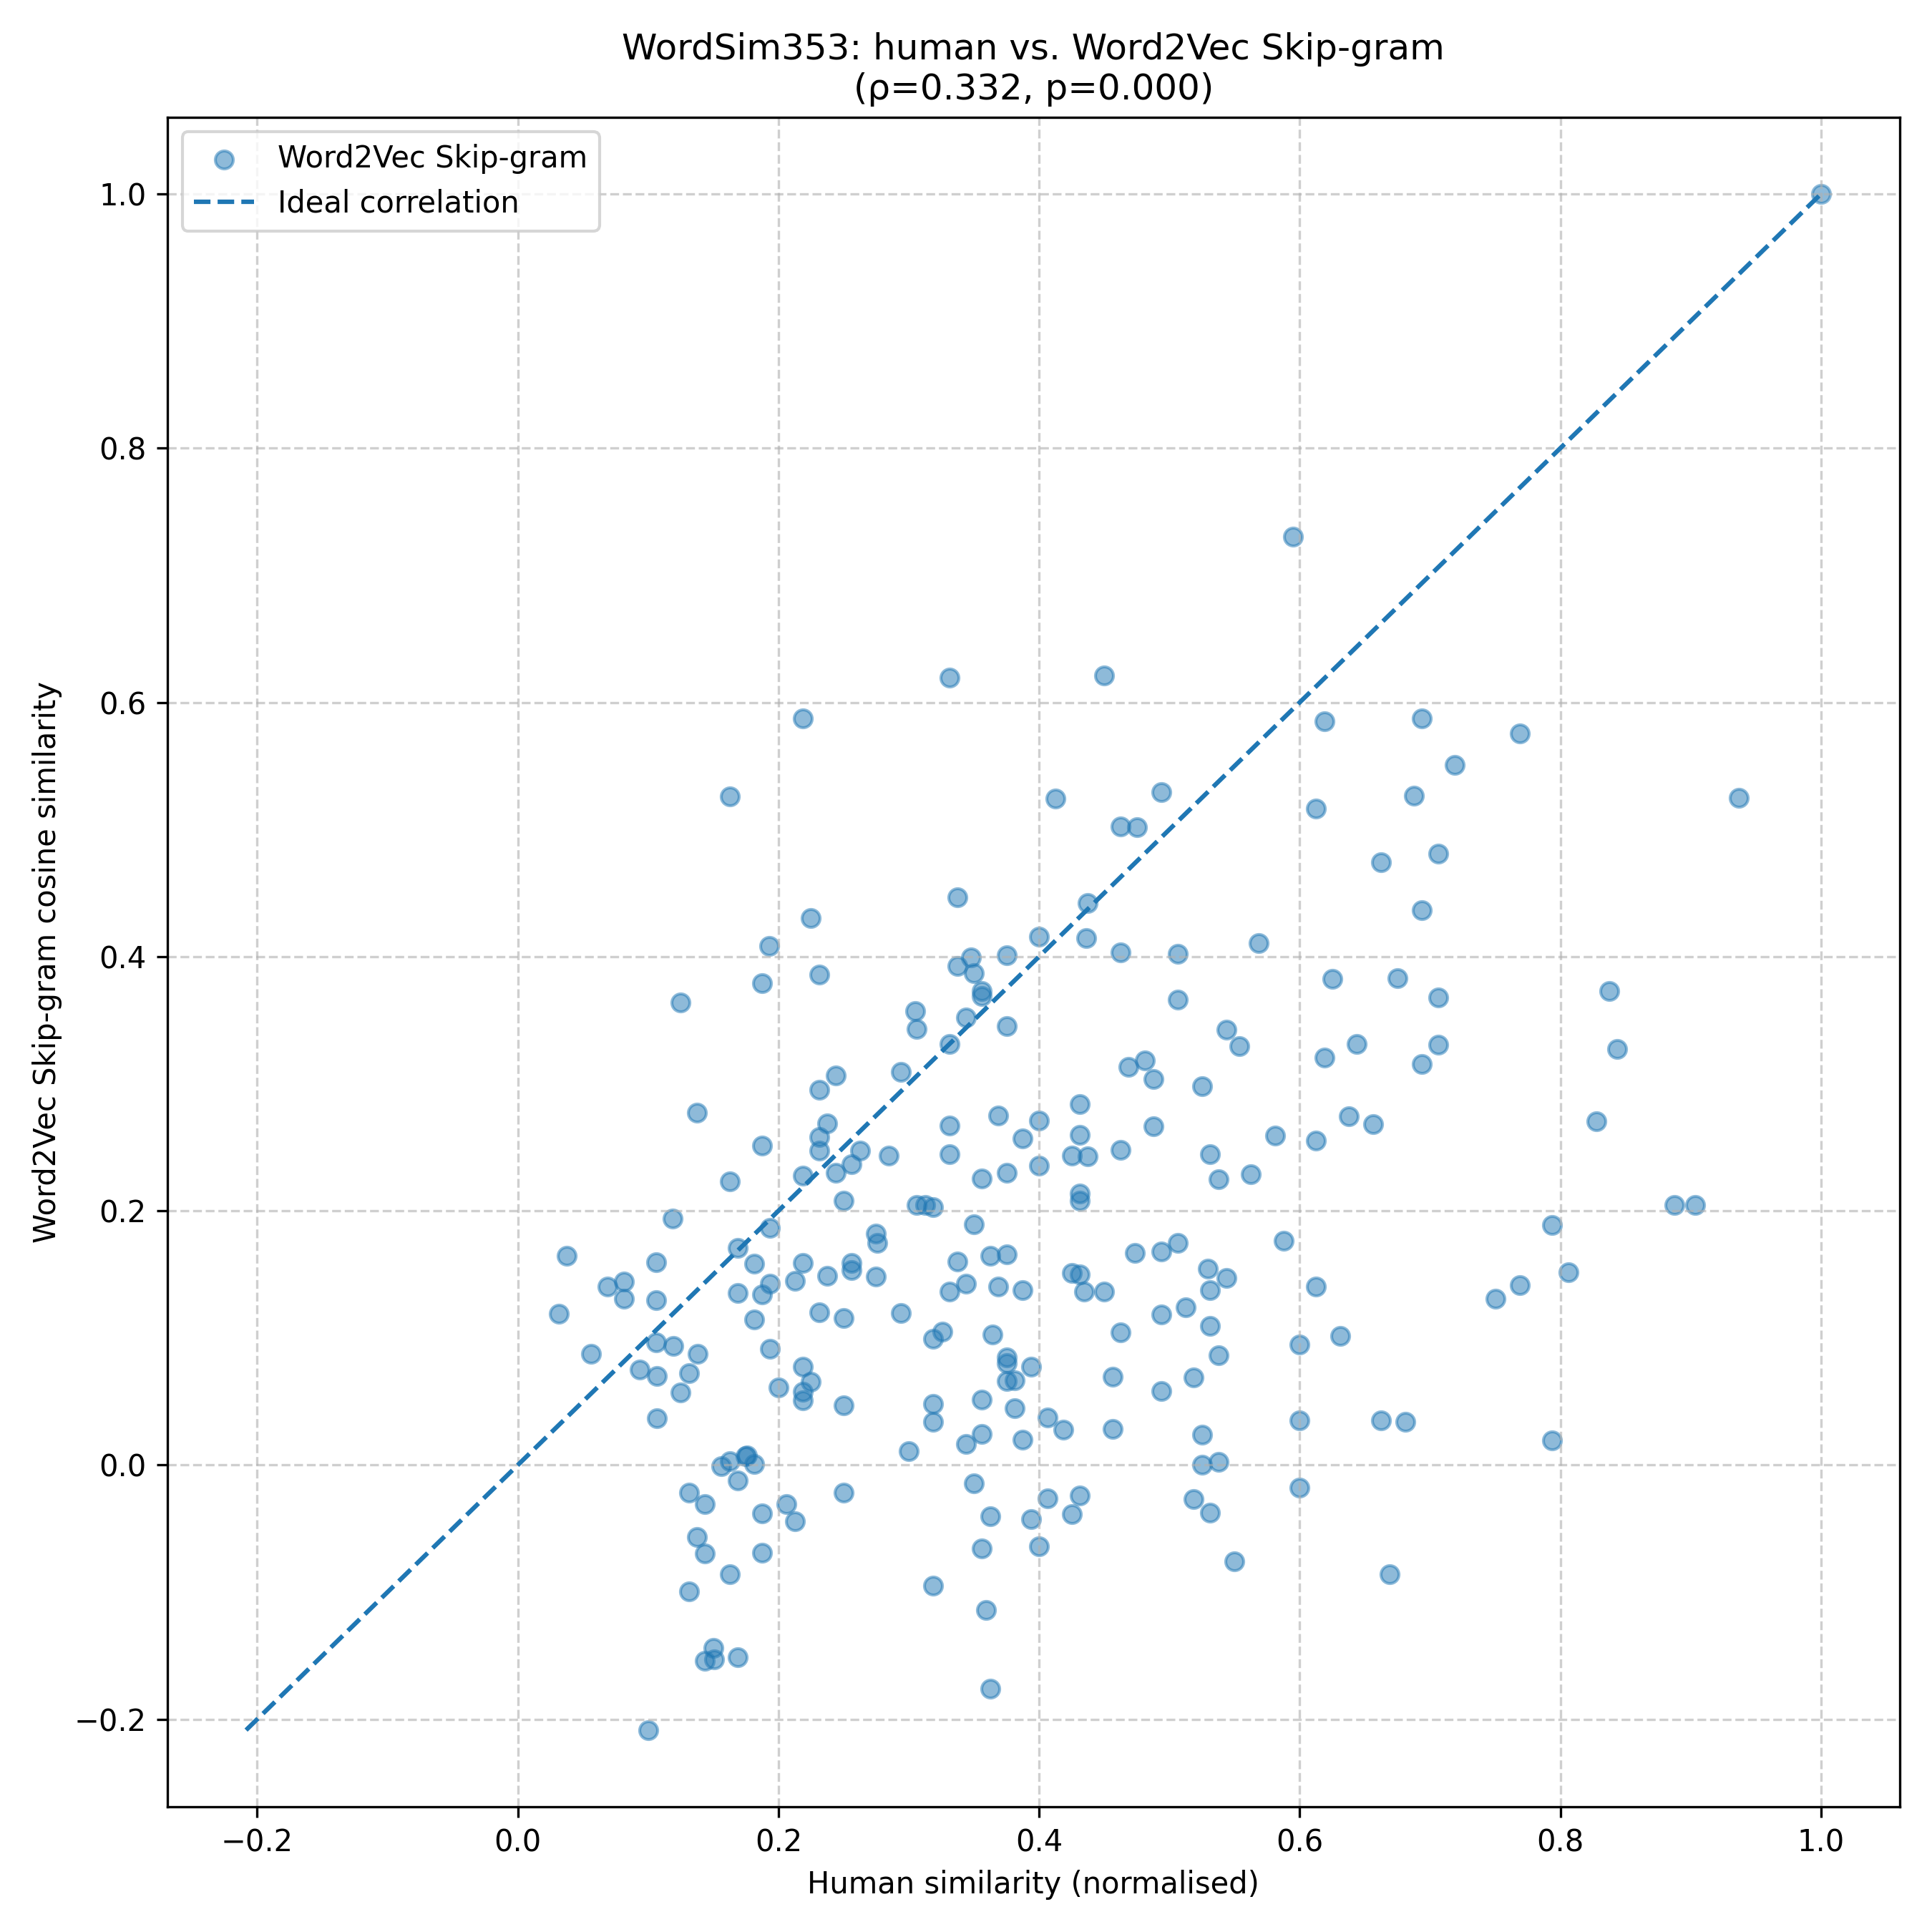 WordSim353: human vs. Word2Vec Skip-gram
(ρ=0.332, p=0.000)
Word2Vec Skip-gram
Ideal correlation
Word2Vec Skip-gram cosine similarity
1.0
0.8
0.6
0.4
0.2
0.0
−0.2
−0.2
0.0
0.2
0.4
0.6
0.8
1.0
Human similarity (normalised)